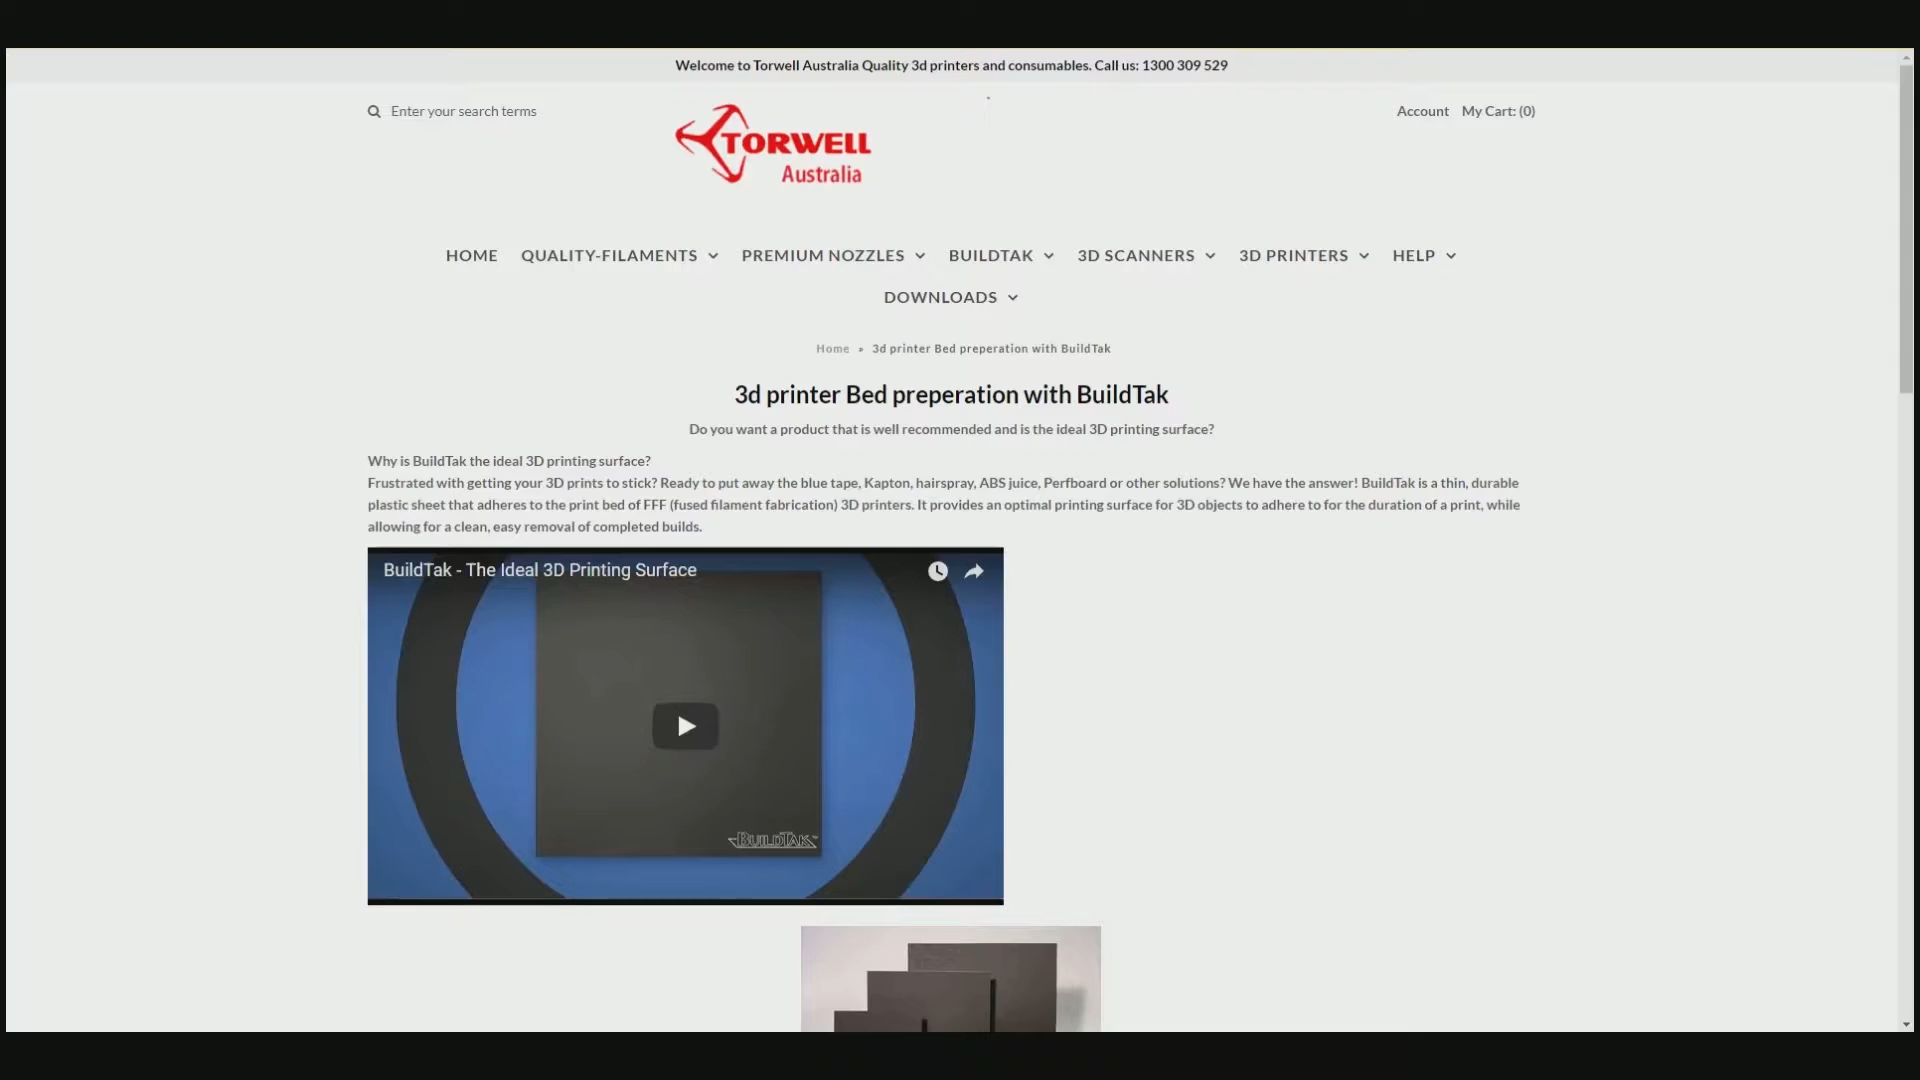 Welcome to Torwell Australia Quality 3d printers and consumables. Call us: 1300 309 529
Enter your search terms
TORWELL
Australia
Account My Cart: (0)
HOME QUALITY-FILAMENTS PREMIUM NOZZLES BUILDTAK 3D SCANNERS 3D PRINTERS HELP
DOWNLOADS
Home » 3d printer Bed preperation with BuildTak
3d printer Bed preperation with BuildTak
Do you want a product that is well recommended and is the ideal 3D printing surface?
Why is BuildTak the ideal 3D printing surface?
Frustrated with getting your 3D prints to stick? Ready to put away the blue tape, Kapton, hairspray, ABS juice, Perfboard or other solutions? We have the answer! BuildTak is a thin, durable
plastic sheet that adheres to the print bed of FFF (fused filament fabrication) 3D printers. It provides an optimal printing surface for 3D objects to adhere to for the duration of a print, while
allowing for a clean, easy removal of completed builds.
BuildTak - The Ideal 3D Printing Surface
BUILDTAK™